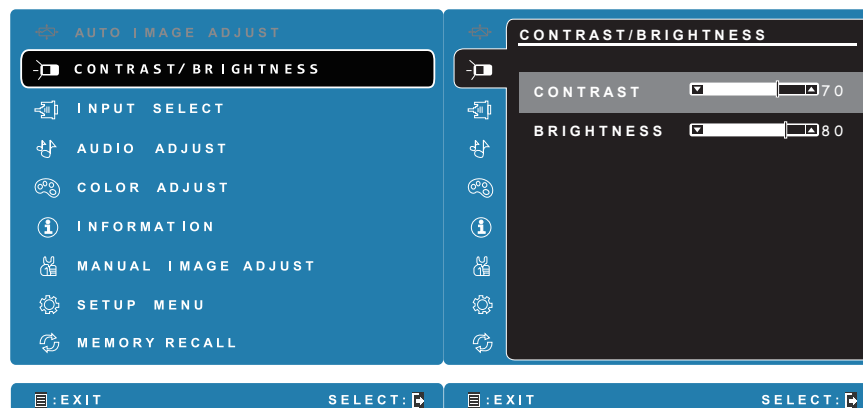 AUTO IMAGE ADJUST
CONTRAST/BRIGHTNESS
INPUT SELECT
AUDIO ADJUST
COLOR ADJUST
INFORMATION
MANUAL IMAGE ADJUST
SETUP MENU
MEMORY RECALL
:EXIT SELECT:
CONTRAST/BRIGHTNESS
CONTRAST 70
BRIGHTNESS 80
:EXIT SELECT: